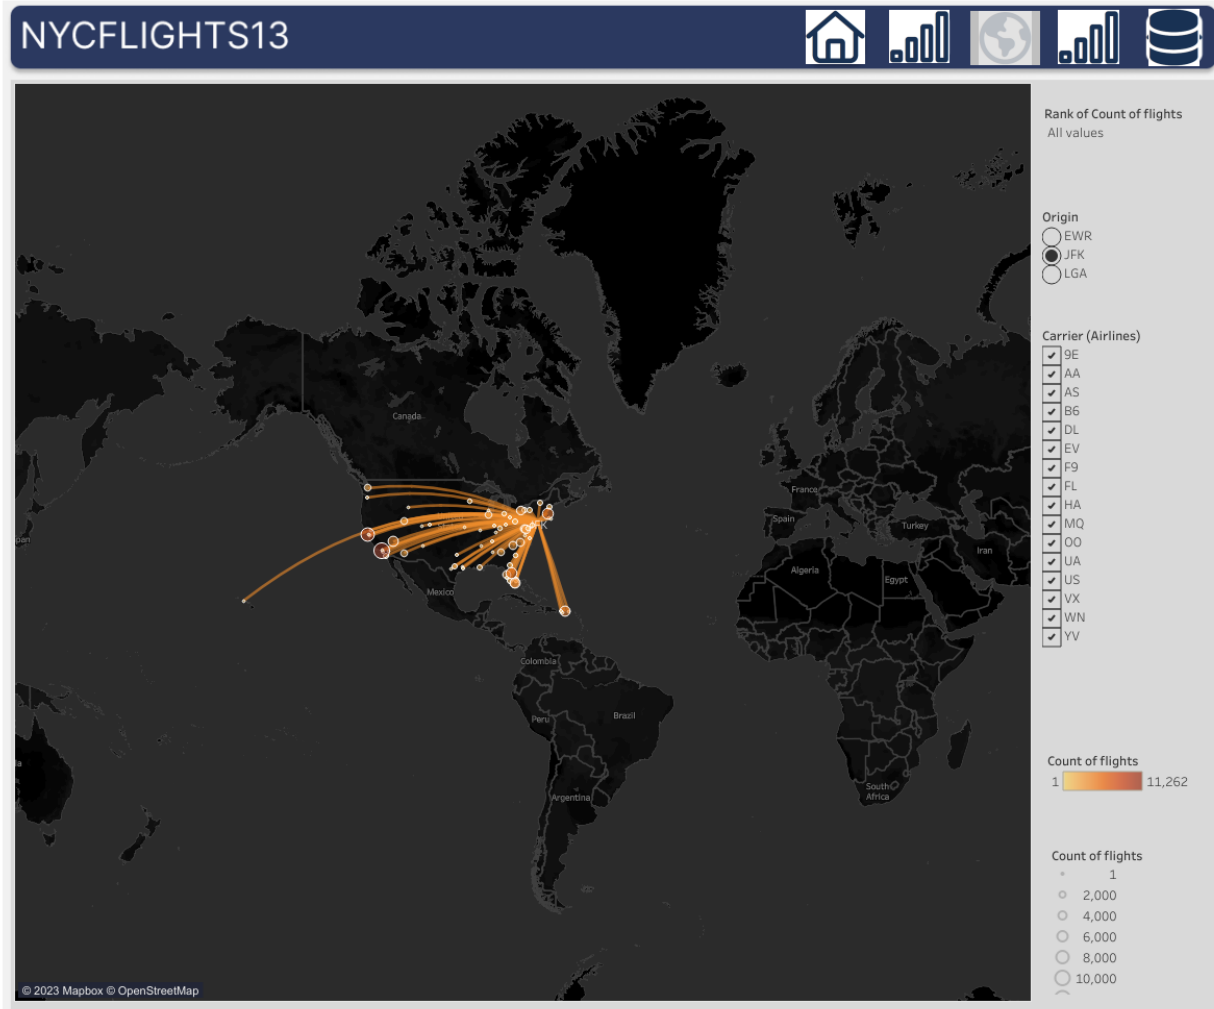 NYCFLIGHTS13
Rank of Count of flights
All values
Origin
EWR
JFK
LGA
Carrier (Airlines)
9E
AA
AS
B6
DL
EV
F9
FL
HA
MQ
OO
UA
US
VX
WN
YV
Count of flights
1 11,262
Count of flights
1
2,000
4,000
6,000
8,000
10,000
Canada
France
Spain
Turkey
Iran
Algeria
Egypt
Mexico
Colombia
Peru
Brazil
Argentina
South
Africa
© 2023 Mapbox © OpenStreetMap